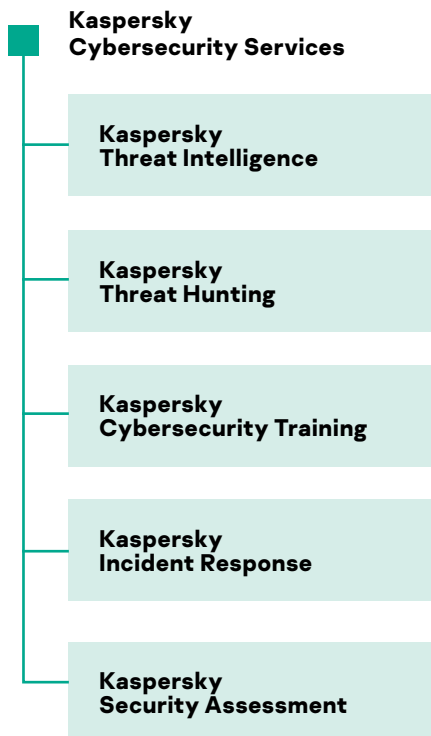 Kaspersky
Cybersecurity Services
Kaspersky
Threat Intelligence
Kaspersky
Threat Hunting
Kaspersky
Cybersecurity Training
Kaspersky
Incident Response
Kaspersky
Security Assessment